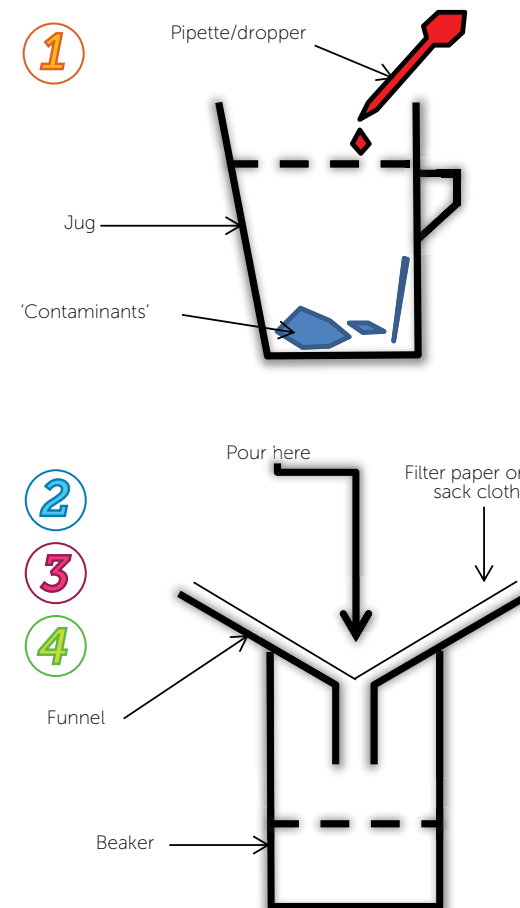 1
Pipette/dropper
Jug
'Contaminants'
Pour here
Filter paper or
sack cloth
2
3
4
Funnel
Beaker